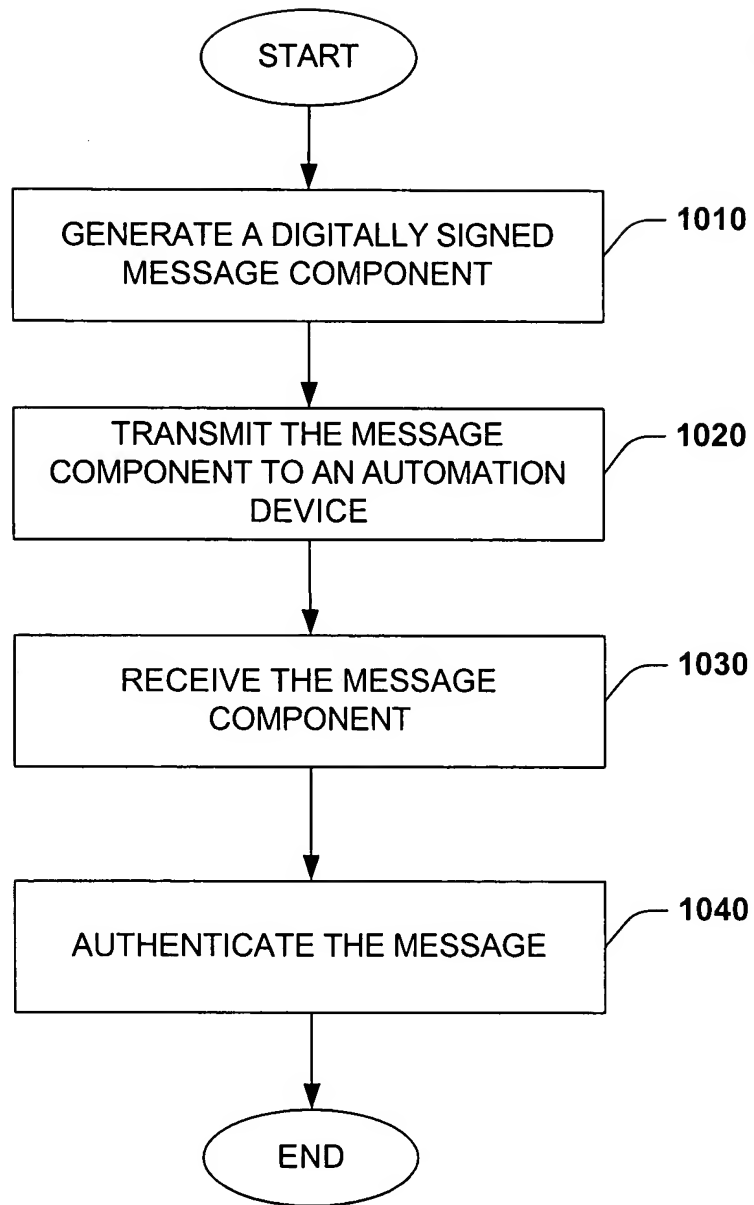 START
GENERATE A DIGITALLY SIGNED
MESSAGE COMPONENT
1010
TRANSMIT THE MESSAGE
COMPONENT TO AN AUTOMATION
DEVICE
1020
RECEIVE THE MESSAGE
COMPONENT
1030
AUTHENTICATE THE MESSAGE
1040
END